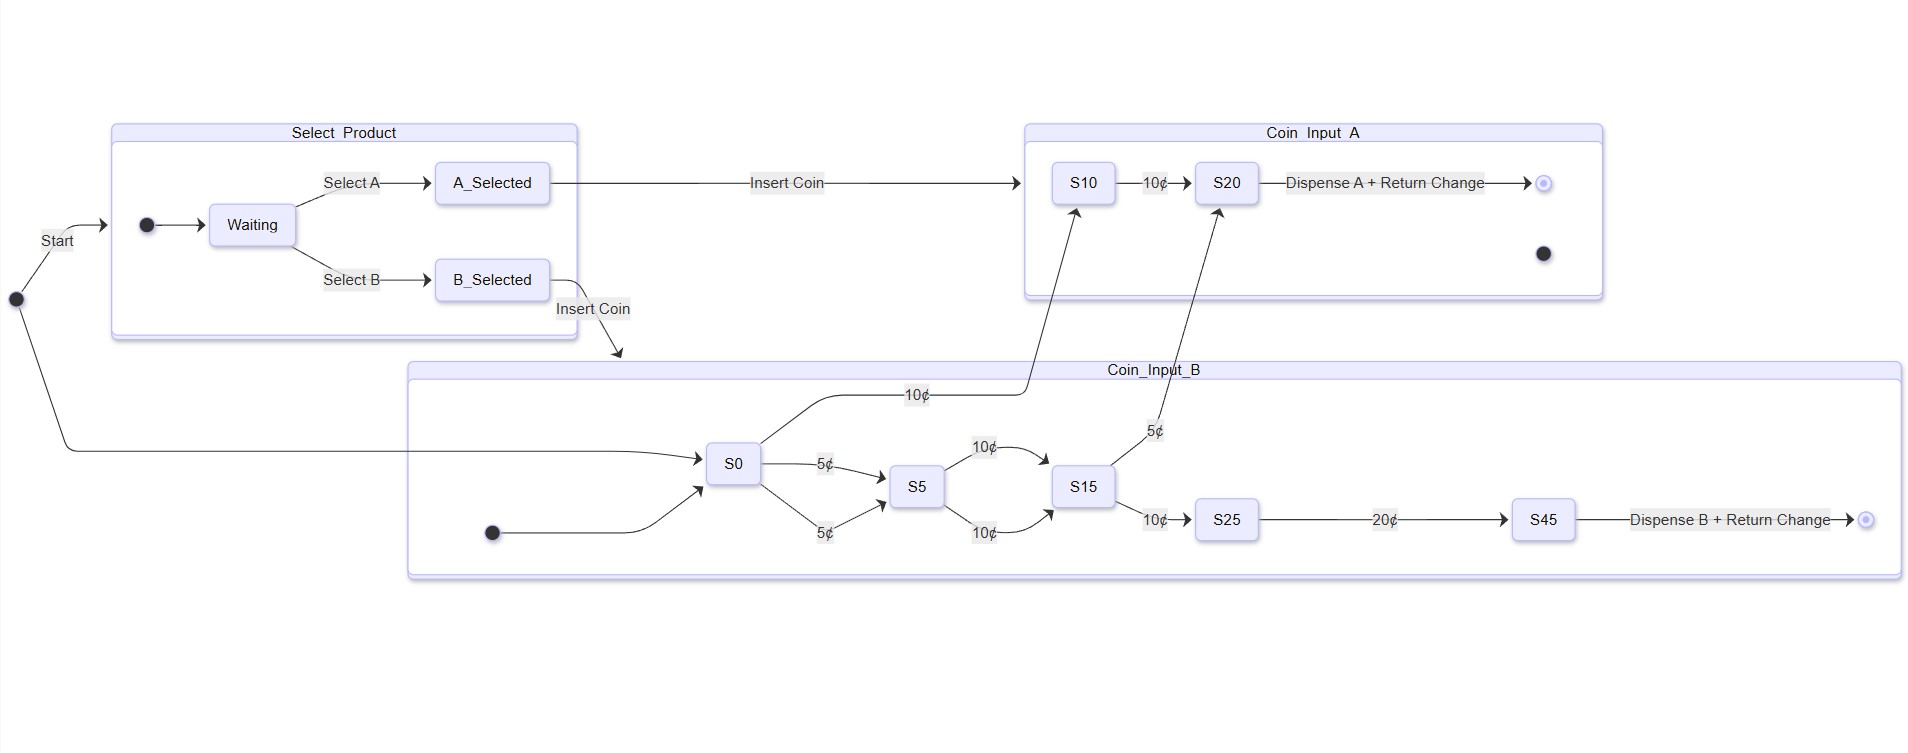 Select_Product
Start
Waiting
Select A
A_Selected
Select B
B_Selected
Insert Coin
Insert Coin
Coin_Input_A
S10
10¢
S20
Dispense A + Return Change
Coin_Input_B
10¢
S0
5¢
5¢
S5
10¢
10¢
S15
5¢
10¢
S25
20¢
S45
Dispense B + Return Change